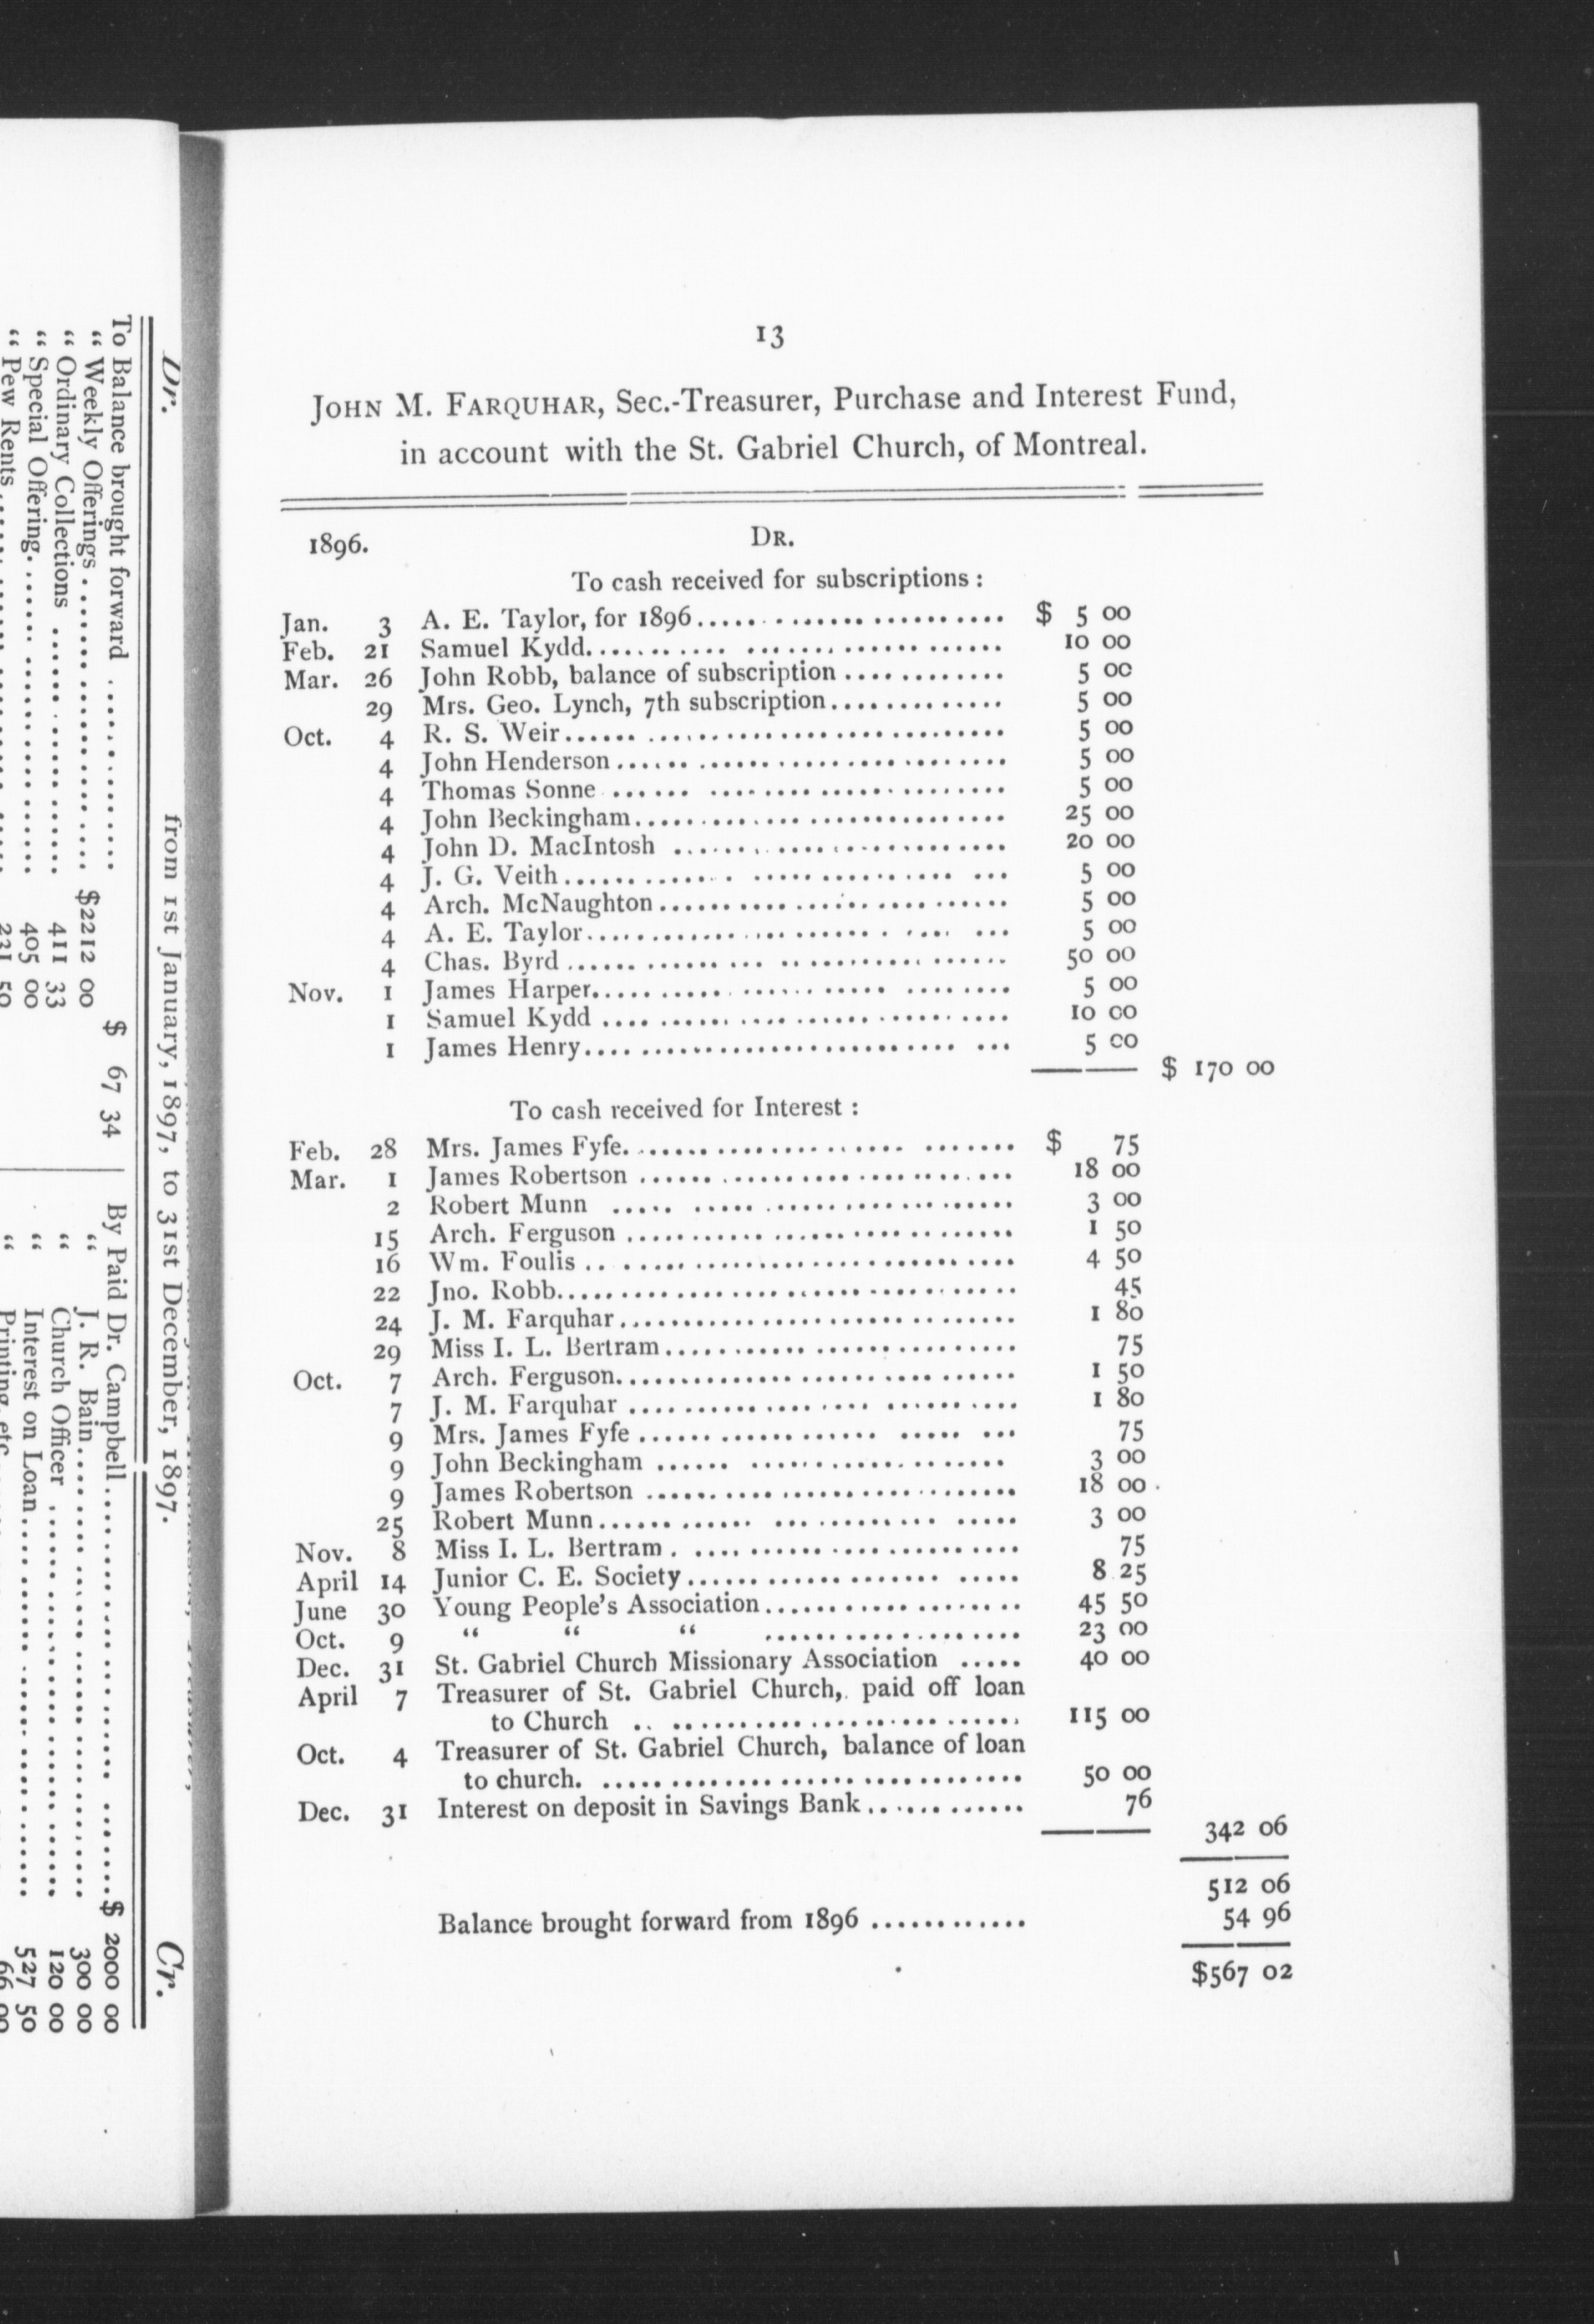 Dr. from 1st January, 1897, to 31st December, 1897. Cr.
To Balance brought forward .................. $ 67 34
“ Weekly Offerings .................. $2212 00
“ Ordinary Collections .................. 411 33
“ Special Offering................... 405 00
“ Pew Rents.................. 231 50
By Paid Dr. Campbell.................. $ 2000 00
“ J. R. Bain.................. 300 00
“ Church Officer .................. 120 00
“ Interest on Loan.................. 527 50
“ Printing, etc
13
JOHN M. FARQUHAR, Sec.-Treasurer, Purchase and Interest Fund,
in account with the St. Gabriel Church, of Montreal.
1896. DR.
To cash received for subscriptions :
Jan. 3 A. E. Taylor, for 1896.................. $ 5 00
Feb. 21 Samuel Kydd.................. 10 00
Mar. 26 John Robb, balance of subscription ............ 5 00
29 Mrs. Geo. Lynch, 7th subscription............. 5 00
Oct. 4 R. S. Weir.................. 5 00
4 John Henderson.................. 5 00
4 Thomas Sonne .................. 5 00
4 John Beckingham.................. 25 00
4 John D. MacIntosh .................. 20 00
4 J. G. Veith.................. 5 00
4 Arch. McNaughton.................. 5 00
4 A. E. Taylor.................. 5 00
4 Chas. Byrd.................. 50 00
Nov. 1 James Harper.................. 5 00
1 Samuel Kydd .................. 10 00
1 James Henry.................. 5 00
$ 170 00
To cash received for Interest :
Feb. 28 Mrs. James Fyfe................... $ 75
Mar. 1 James Robertson .................. 18 00
2 Robert Munn .................. 3 00
15 Arch. Ferguson .................. 1 50
16 Wm. Foulis .................. 4 50
22 Jno. Robb.................. 45
24 J. M. Farquhar.................. 1 80
29 Miss I. L. Bertram.................. 75
Oct. 7 Arch. Ferguson.................. 1 50
7 J. M. Farquhar .................. 1 80
9 Mrs. James Fyfe .................. 75
9 John Beckingham .................. 3 00
9 James Robertson .................. 18 00
25 Robert Munn.................. 3 00
Nov. 8 Miss I. L. Bertram................... 75
April 14 Junior C. E. Society.................. 8 25
June 30 Young People’s Association.................. 45 50
Oct. 9 “ “ “ .................. 23 00
Dec. 31 St. Gabriel Church Missionary Association ..... 40 00
April 7 Treasurer of St. Gabriel Church, paid off loan
to Church .................. 115 00
Oct. 4 Treasurer of St. Gabriel Church, balance of loan
to church. .................. 50 00
Dec. 31 Interest on deposit in Savings Bank............ 76
342 06
512 06
Balance brought forward from 1896 ............ 54 96
$567 02